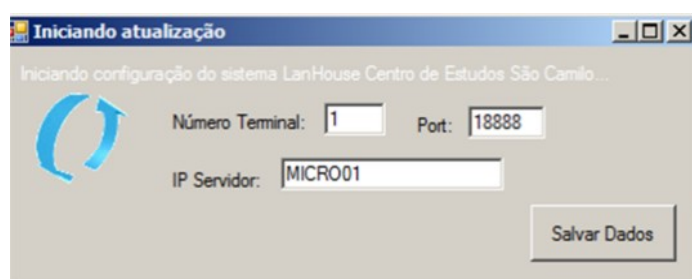 Iniciando atualização
Iniciando configuração do sistema LanHouse Centro de Estudos São Camilo...
Número Terminal: 1 Port: 18888
IP Servidor: MICRO01
Salvar Dados